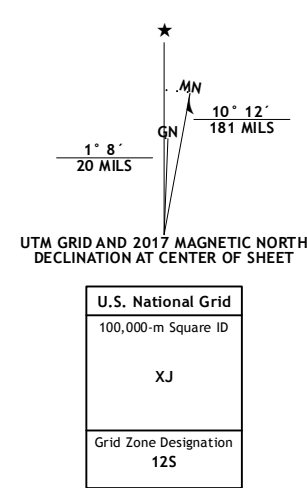 ★
MN
GN
10° 12´
181 MILS
1° 8´
20 MILS
UTM GRID AND 2017 MAGNETIC NORTH
DECLINATION AT CENTER OF SHEET
U.S. National Grid
100,000-m Square ID
XJ
Grid Zone Designation
12S